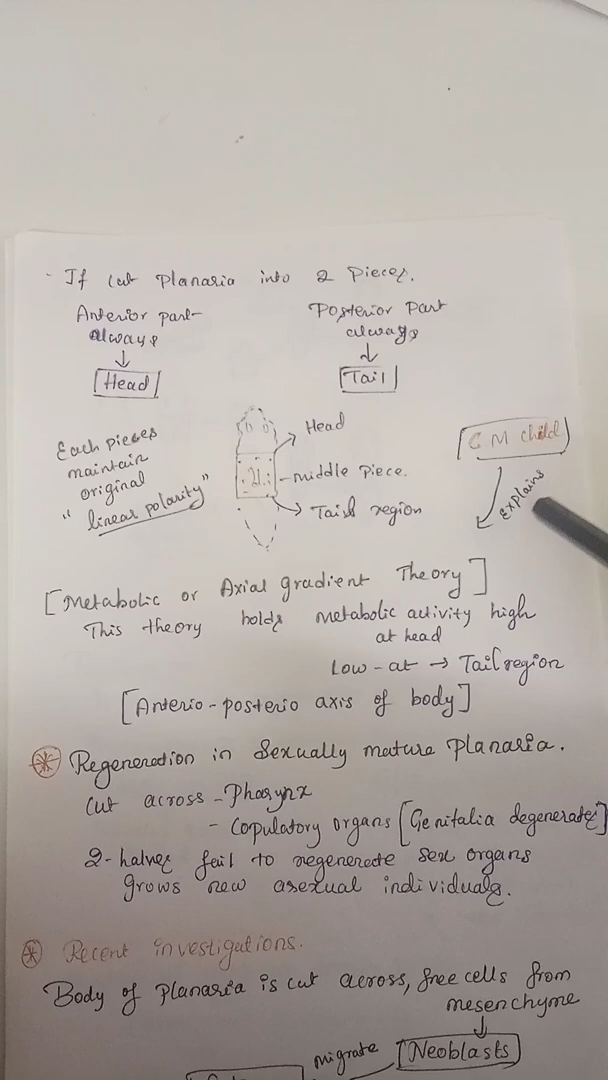 · If cut Planaria into 2 pieces.
Anterior part-
always
↓
[Head]
Posterior Part
always
↓
[Tail]
Each pieces
maintain
original
"linear polarity"
Head
middle piece.
Tail region
[C M child]
explains
[Metabolic or Axial gradient Theory]
This theory holds metabolic activity high
at head
Low-at → Tail region
[Anterio-posterio axis of body]
Regeneration in Sexually mature Planaria.
Cut across - Pharynx
- Copulatory organs [Genitalia degenerate]
2-halves fail to regenerate sex organs
grows new asexual individuals.
Recent investigations.
Body of Planaria is cut across, free cells from
mesenchyme
↓
migrate [Neoblasts]